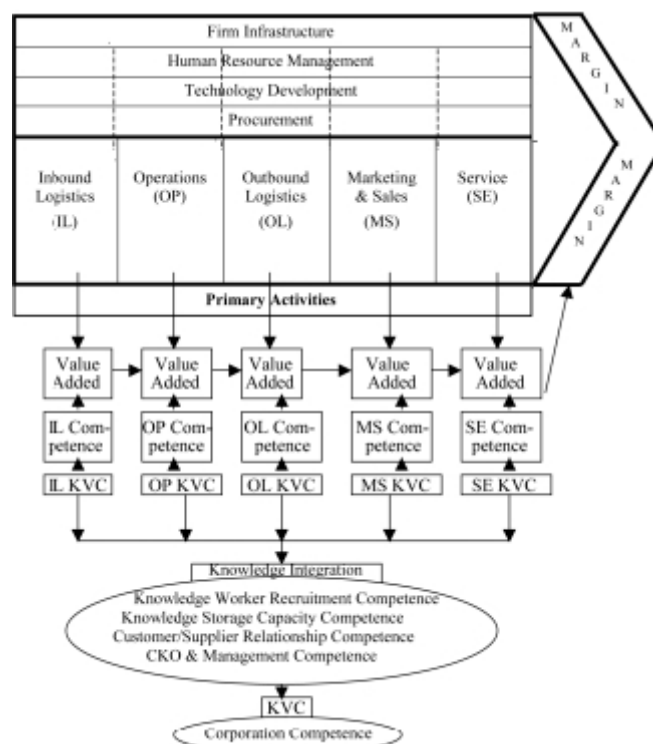 Firm Infrastructure
Human Resource Management
Technology Development
Procurement
MARGIN
MARGIN
Inbound
Logistics
(IL)
Operations
(OP)
Outbound
Logistics
(OL)
Marketing
& Sales
(MS)
Service
(SE)
Primary Activities
Value
Added
Value
Added
Value
Added
Value
Added
Value
Added
IL Com-
petence
OP Com-
petence
OL Com-
petence
MS Com-
petence
SE Com-
petence
IL KVC
OP KVC
OL KVC
MS KVC
SE KVC
Knowledge Integration
Knowledge Worker Recruitment Competence
Knowledge Storage Capacity Competence
Customer/Supplier Relationship Competence
CKO & Management Competence
KVC
Corporation Competence